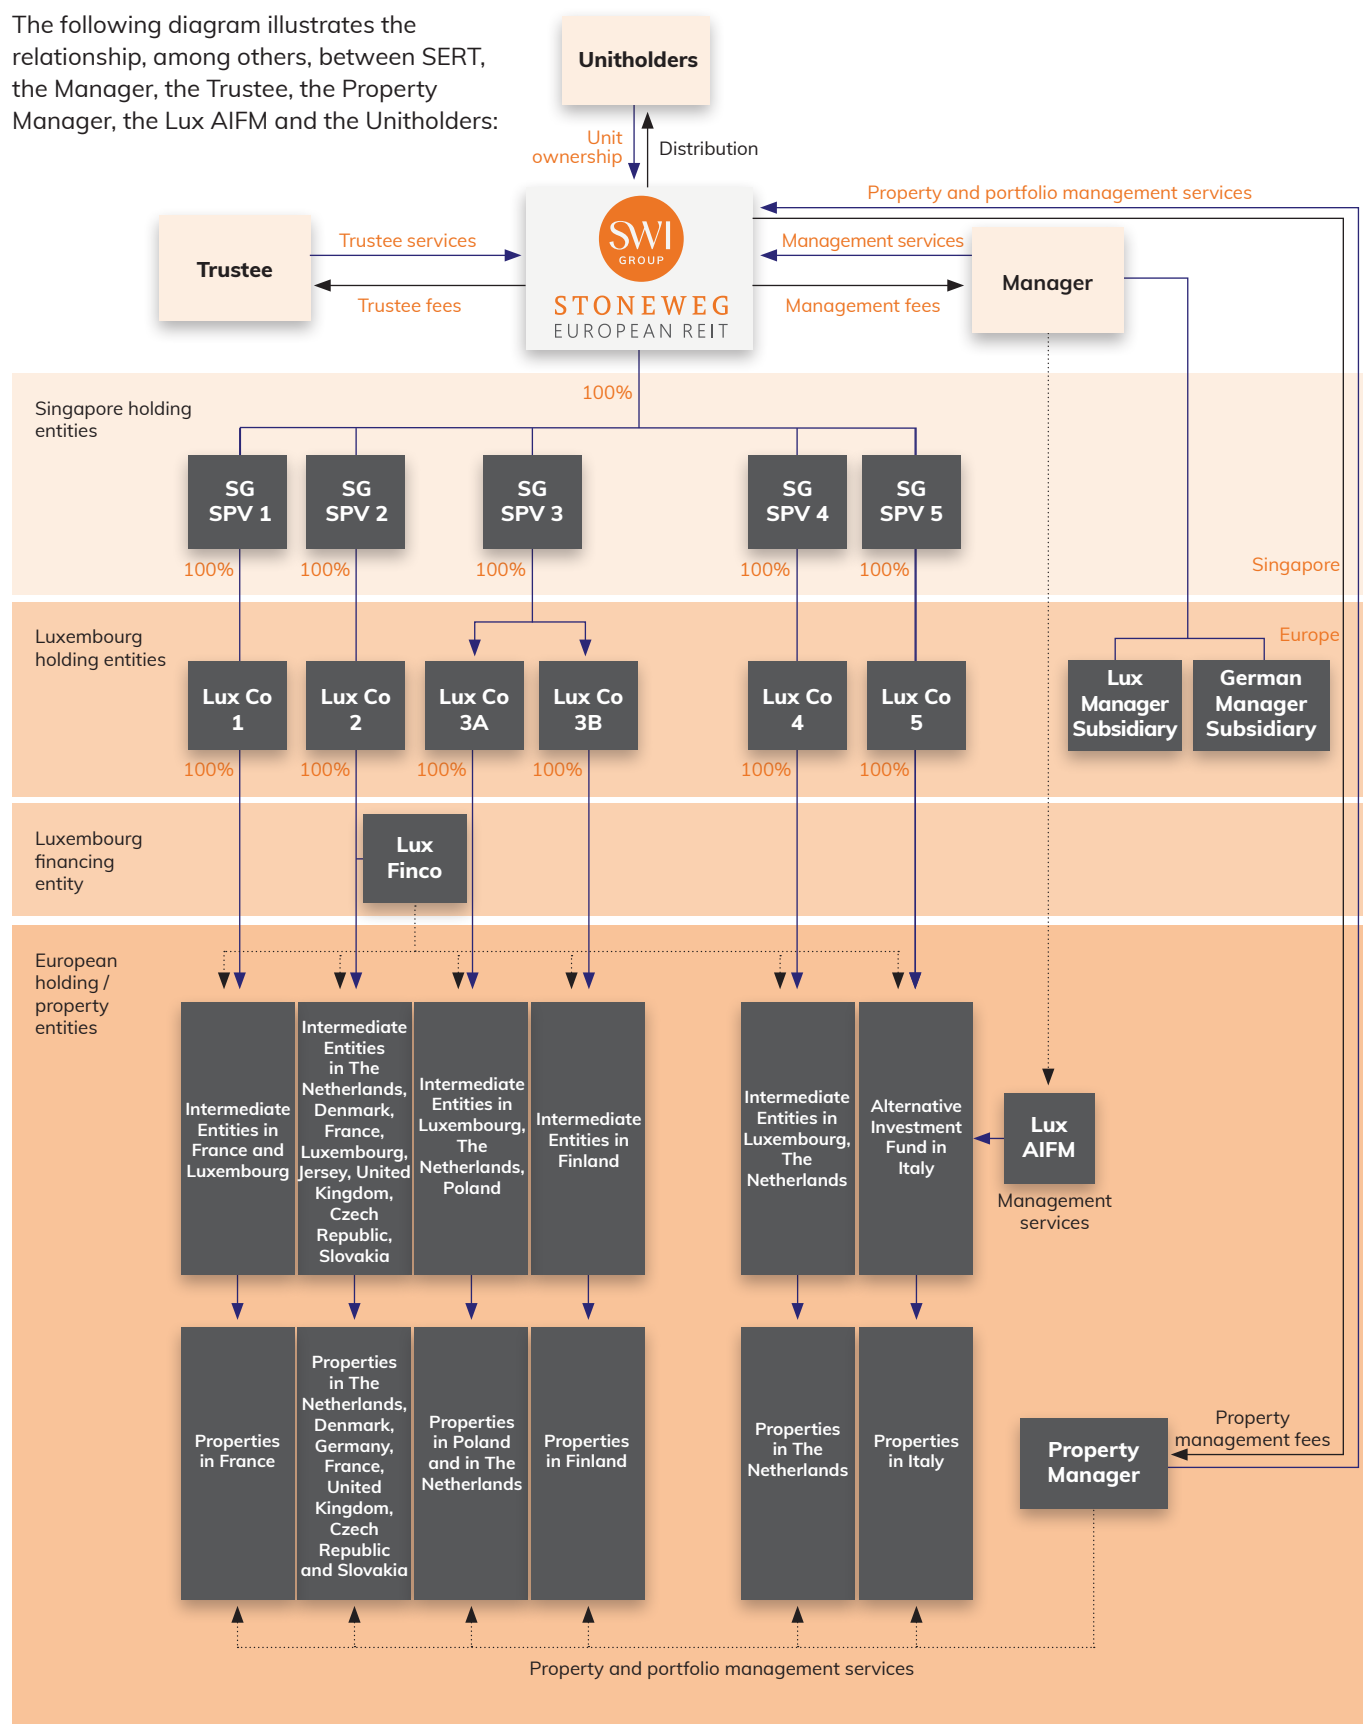 The following diagram illustrates the
relationship, among others, between SERT,
the Manager, the Trustee, the Property
Manager, the Lux AIFM and the Unitholders:
Unitholders
Unit
ownership
Distribution
Property and portfolio management services
Trustee
Trustee services
Trustee fees
SWI
GROUP
STONEWEG
EUROPEAN REIT
Management services
Management fees
Manager
100%
Singapore holding
entities
SG
SPV 1
SG
SPV 2
SG
SPV 3
SG
SPV 4
SG
SPV 5
100%
100%
100%
100%
100%
Singapore
Luxembourg
holding entities
Europe
Lux Co
1
Lux Co
2
Lux Co
3A
Lux Co
3B
Lux Co
4
Lux Co
5
Lux
Manager
Subsidiary
German
Manager
Subsidiary
100%
100%
100%
100%
100%
100%
Luxembourg
financing
entity
Lux
Finco
European
holding /
property
entities
Intermediate
Entities in
France and
Luxembourg
Intermediate
Entities
in The
Netherlands,
Denmark,
France,
Luxembourg,
Jersey, United
Kingdom,
Czech
Republic,
Slovakia
Intermediate
Entities in
Luxembourg,
The
Netherlands,
Poland
Intermediate
Entities in
Finland
Intermediate
Entities in
Luxembourg,
The
Netherlands
Alternative
Investment
Fund in
Italy
Lux
AIFM
Management
services
Properties
in France
Properties
in The
Netherlands,
Denmark,
Germany,
France,
United
Kingdom,
Czech
Republic
and Slovakia
Properties
in Poland
and in The
Netherlands
Properties
in Finland
Properties
in The
Netherlands
Properties
in Italy
Property
Manager
Property
management fees
Property and portfolio management services